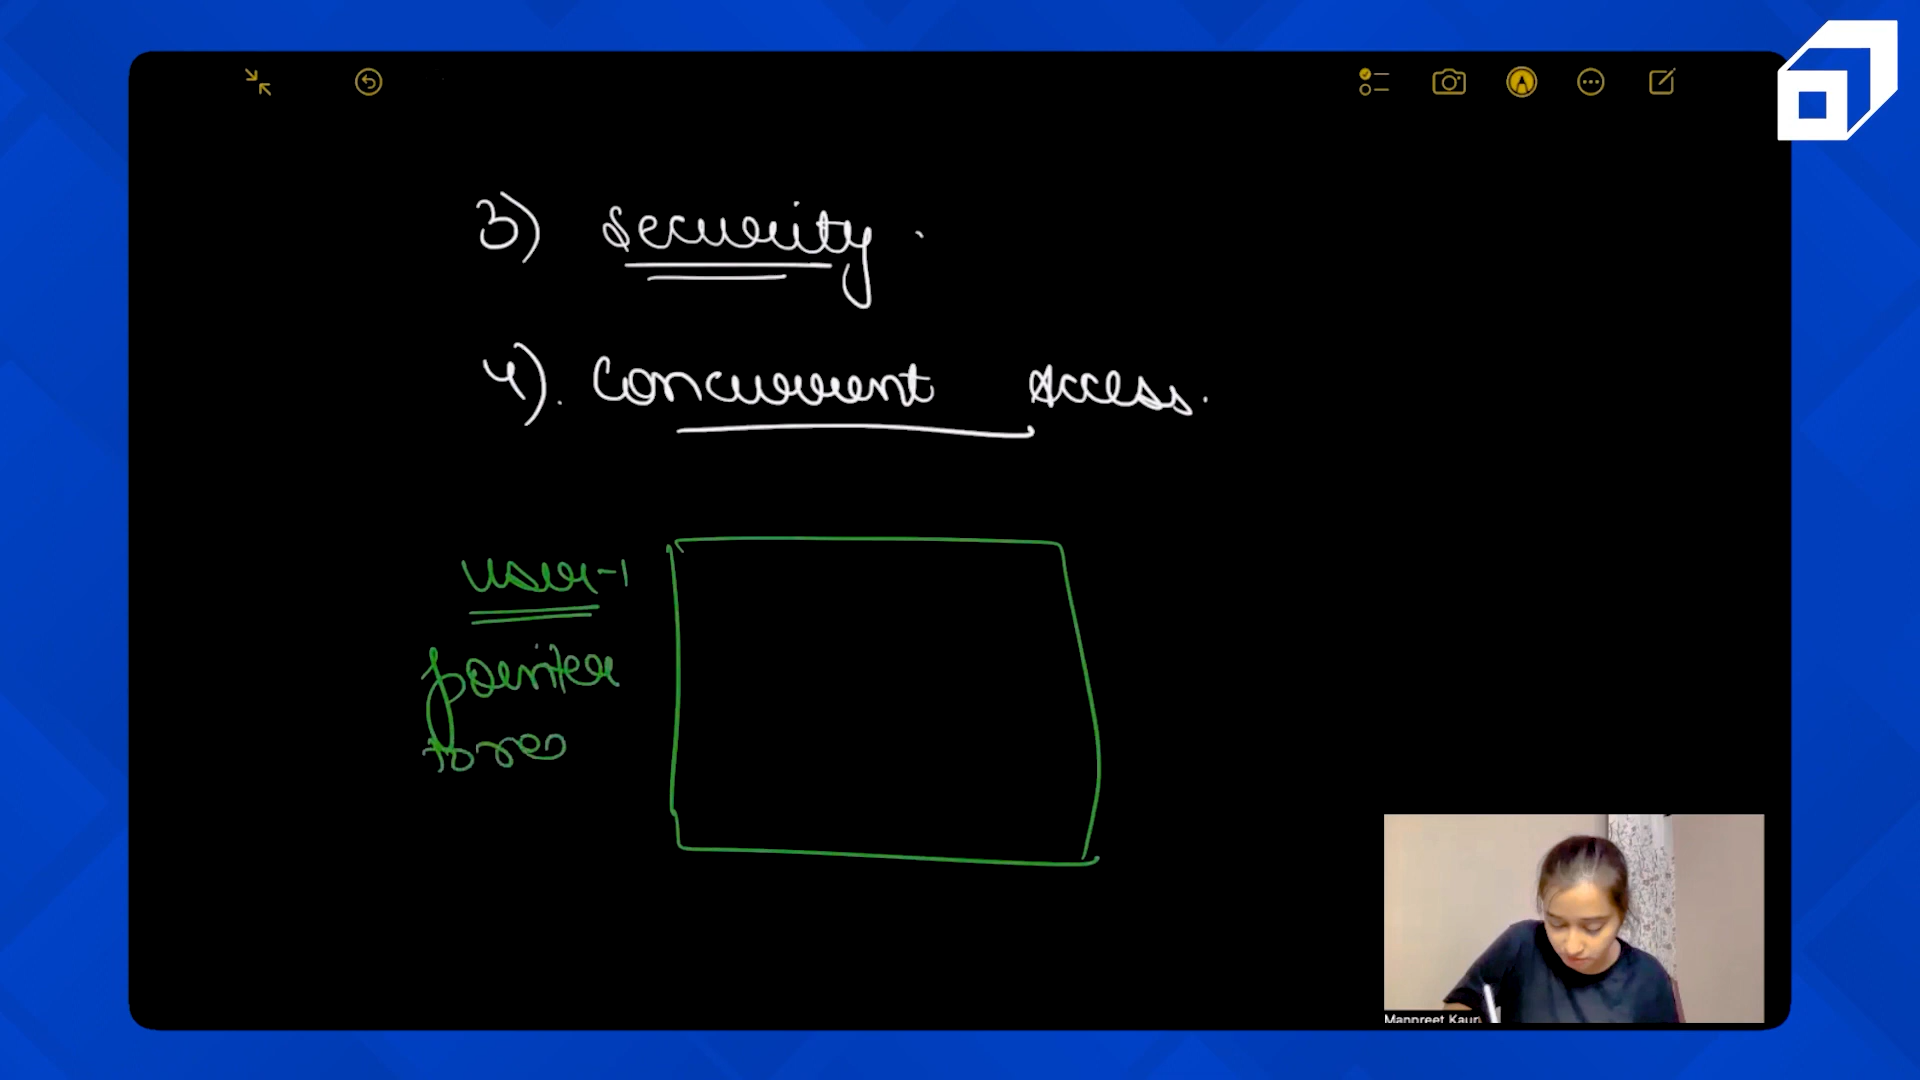 3) Security.
4). Concurrent Access.
User-1
pointer
Manpreet Kaur